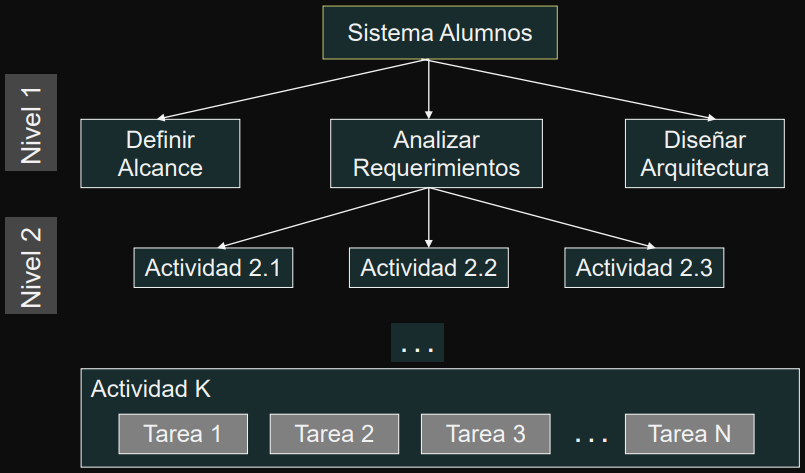 Sistema Alumnos
Nivel 1
Definir
Alcance
Analizar
Requerimientos
Diseñar
Arquitectura
Nivel 2
Actividad 2.1
Actividad 2.2
Actividad 2.3
...
Actividad K
Tarea 1
Tarea 2
Tarea 3
...
Tarea N